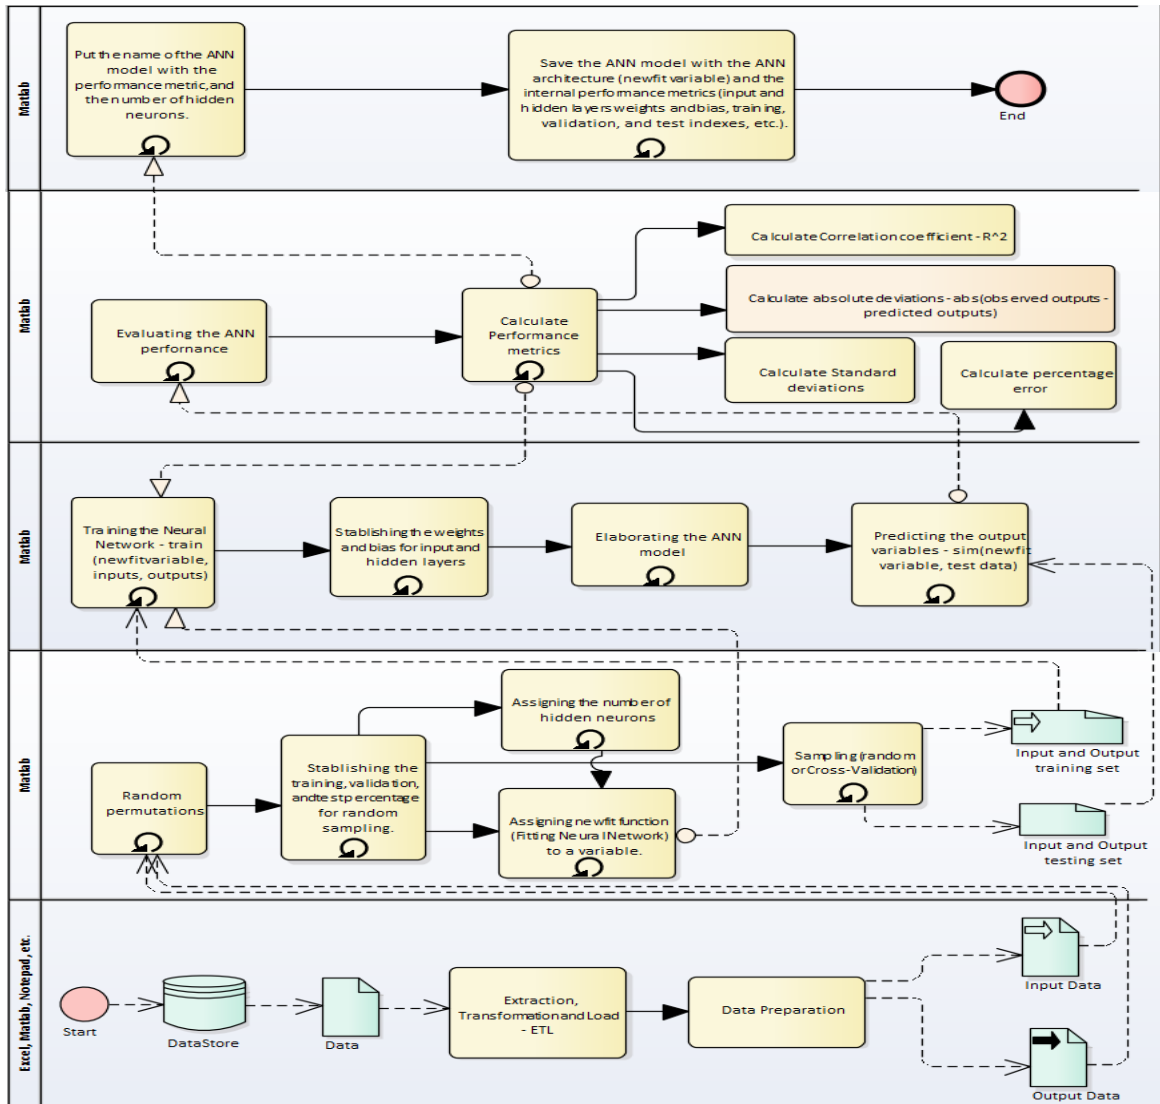 Matlab
Put the name of the ANN
model with the
performance metric, and
then number of hidden
neurons.
Save the ANN model with the ANN
architecture (newfit variable) and the
internal performance metrics (input and
hidden layers weights and bias, training,
validation, and test indexes, etc.).
End
Matlab
Calculate Correlation coefficient - R^2
Calculate absolute deviations - abs(observed outputs -
predicted outputs)
Evaluating the ANN
perfornance
Calculate
Performance
metrics
Calculate Standard
deviations
Calculate percentage
error
Matlab
Training the Neural
Network - train
(newfit variable,
inputs, outputs)
Stablishing the weights
and bias for input and
hidden layers
Elaborating the ANN
model
Predicting the output
variables - sim(newfit
variable, test data)
Matlab
Random
permutations
Stablishing the
training, validation,
and test percentage
for random
sampling.
Assigning the number of
hidden neurons
Assigning newfit function
(Fitting Neural Network)
to a variable.
Sampling (random
or Cross-Validation)
Input and Output
training set
Input and Output
testing set
Excel, Matlab, Notepad, etc.
Start
DataStore
Data
Extraction,
Transformation and Load
- ETL
Data Preparation
Input Data
Output Data